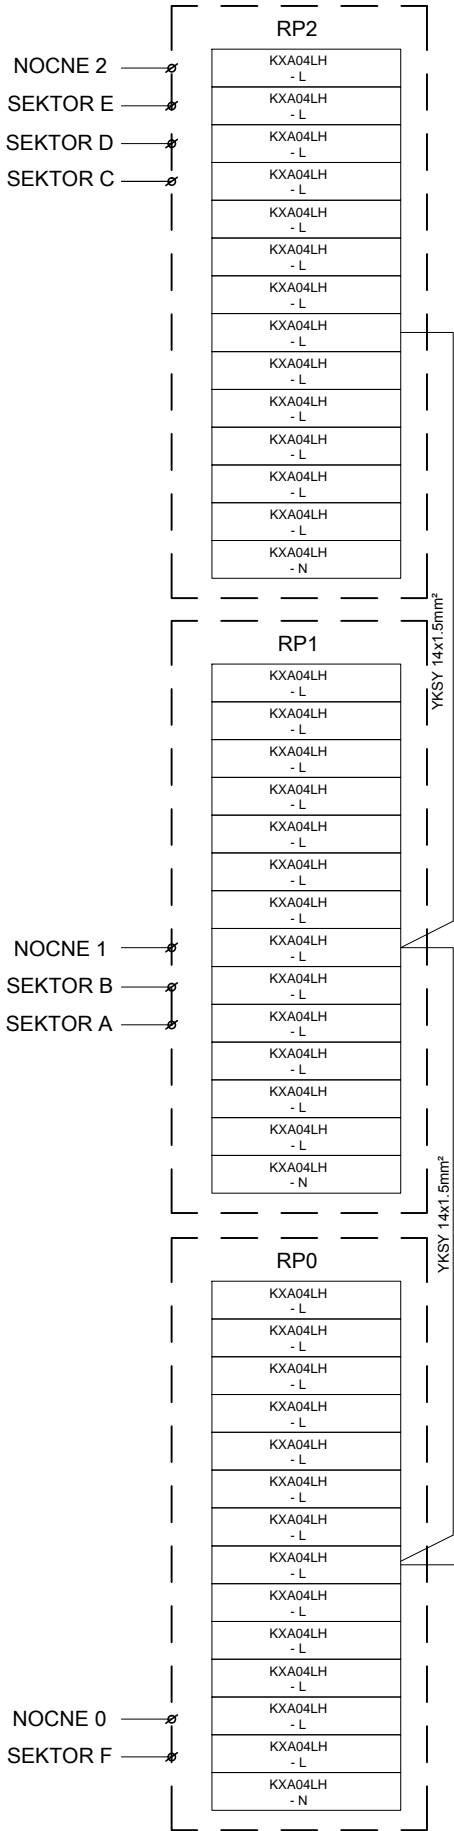 RP2
NOCNE 2
KXA04LH
- L
SEKTOR E
KXA04LH
- L
SEKTOR D
KXA04LH
- L
SEKTOR C
KXA04LH
- L
KXA04LH
- L
KXA04LH
- L
KXA04LH
- L
KXA04LH
- L
KXA04LH
- L
KXA04LH
- L
KXA04LH
- L
KXA04LH
- L
KXA04LH
- L
KXA04LH
- N
YKSY 14x1.5mm²
RP1
KXA04LH
- L
KXA04LH
- L
KXA04LH
- L
KXA04LH
- L
KXA04LH
- L
KXA04LH
- L
KXA04LH
- L
NOCNE 1
KXA04LH
- L
SEKTOR B
KXA04LH
- L
SEKTOR A
KXA04LH
- L
KXA04LH
- L
KXA04LH
- L
KXA04LH
- L
KXA04LH
- N
YKSY 14x1.5mm²
RP0
KXA04LH
- L
KXA04LH
- L
KXA04LH
- L
KXA04LH
- L
KXA04LH
- L
KXA04LH
- L
KXA04LH
- L
KXA04LH
- L
KXA04LH
- L
KXA04LH
- L
KXA04LH
- L
NOCNE 0
KXA04LH
- L
SEKTOR F
KXA04LH
- L
KXA04LH
- N